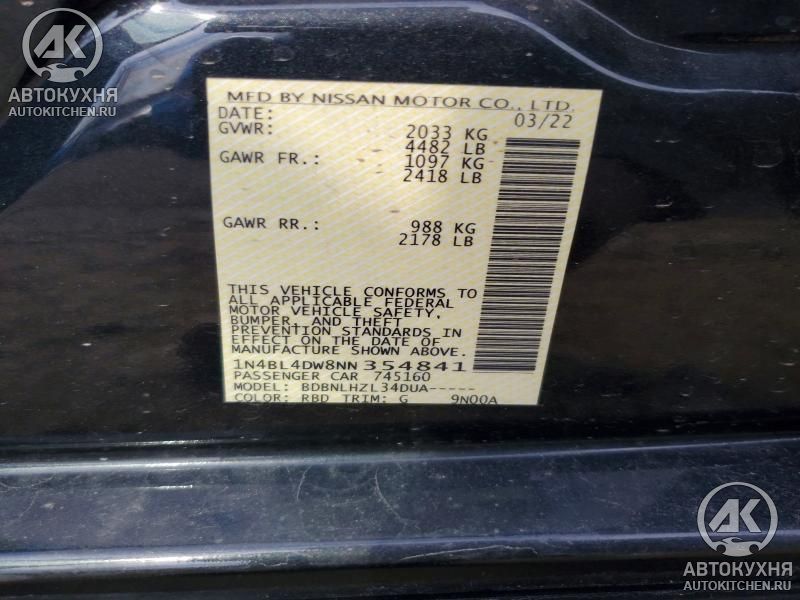 АК
АВТОКУХНЯ
AUTOKITCHEN.RU
MFD BY NISSAN MOTOR CO., LTD.
DATE: 03/22
GVWR: 2033 KG
4482 LB
GAWR FR.: 1097 KG
2418 LB
GAWR RR.: 988 KG
2178 LB
THIS VEHICLE CONFORMS TO
ALL APPLICABLE FEDERAL
MOTOR VEHICLE SAFETY,
BUMPER, AND THEFT
PREVENTION STANDARDS IN
EFFECT ON THE DATE OF
MANUFACTURE SHOWN ABOVE.
1N4BL4DW8NN354841
PASSENGER CAR 745160
MODEL: BDBNLHZL34DUA-----
COLOR: RBD TRIM: G 9N00A
АК
АВТОКУХНЯ
AUTOKITCHEN.RU